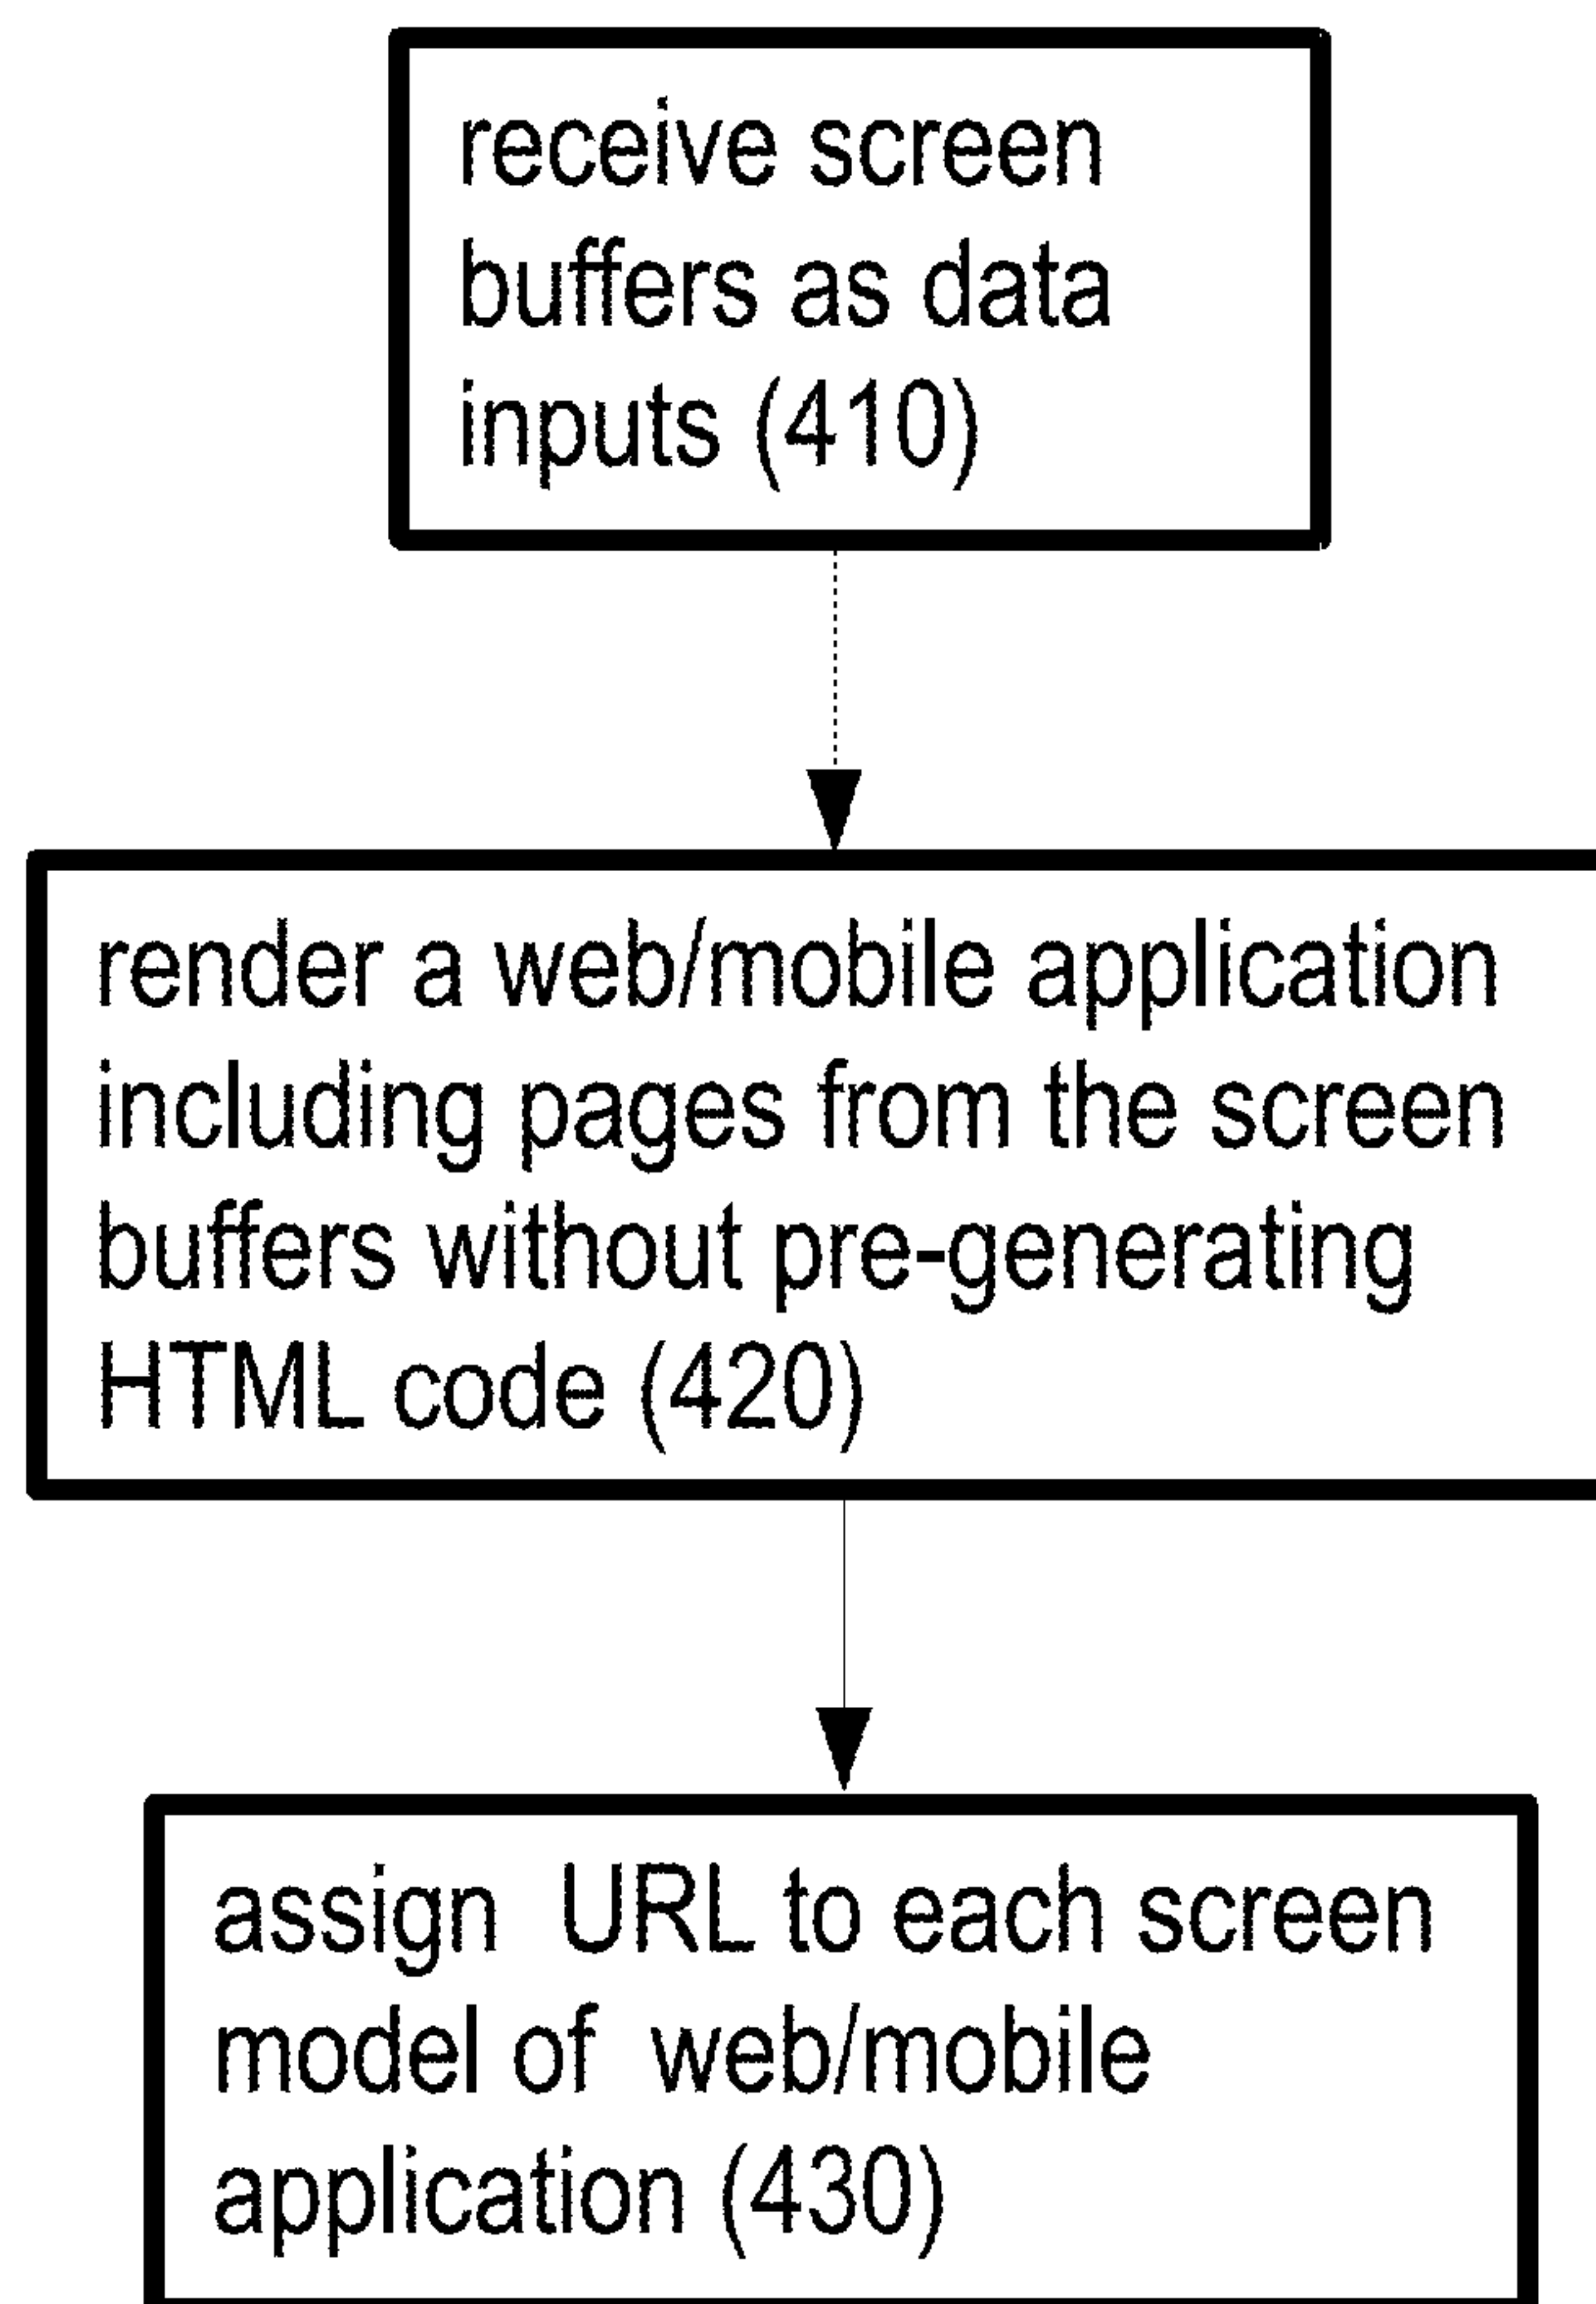 receive screen
buffers as data
inputs (410)
render a web/mobile application
including pages from the screen
buffers without pre-generating
HTML code (420)
assign URL to each screen
model of web/mobile
application (430)